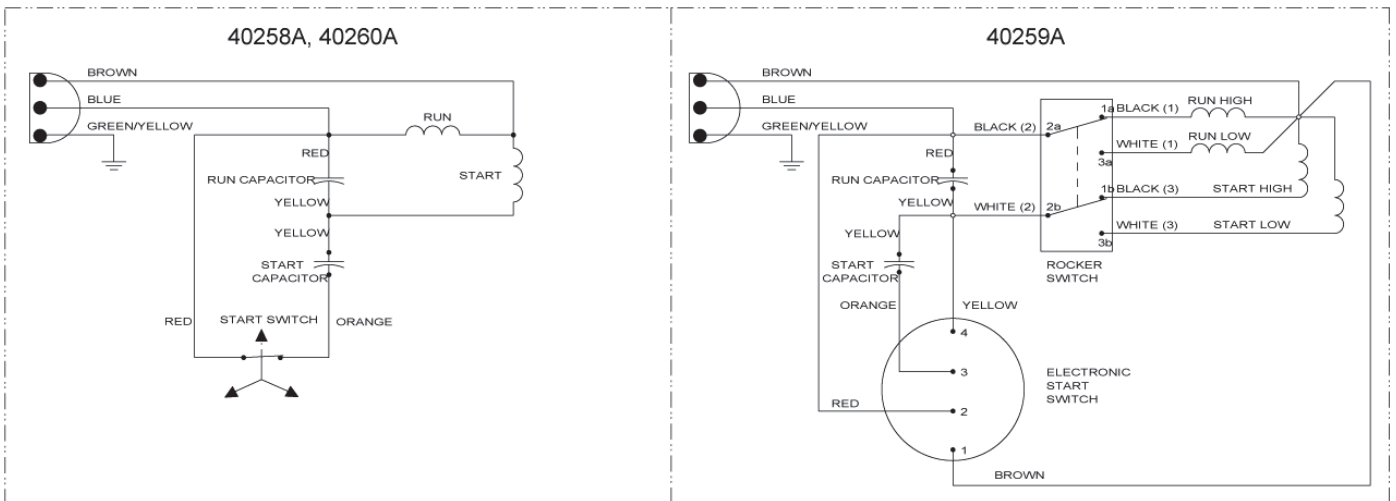 40258A, 40260A
BROWN
BLUE
GREEN/YELLOW
RUN
RED
START
RUN CAPACITOR
YELLOW
YELLOW
START
CAPACITOR
RED
START SWITCH
ORANGE
40259A
BROWN
BLUE
GREEN/YELLOW
BLACK (2)
2a
1a
BLACK (1)
RUN HIGH
RED
WHITE (1)
RUN LOW
3a
RUN CAPACITOR
YELLOW
1b
BLACK (3)
START HIGH
WHITE (2)
2b
YELLOW
WHITE (3)
START LOW
3b
START
CAPACITOR
ROCKER
SWITCH
ORANGE
YELLOW
4
3
ELECTRONIC
START
SWITCH
RED
2
1
BROWN